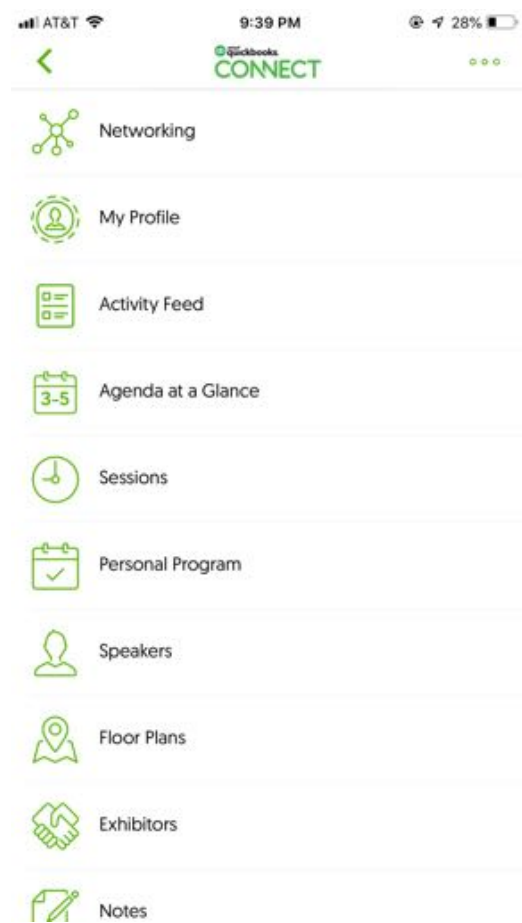 AT&T 9:39 PM 28%
quickbooks
CONNECT
Networking
My Profile
Activity Feed
3-5
Agenda at a Glance
Sessions
Personal Program
Speakers
Floor Plans
Exhibitors
Notes